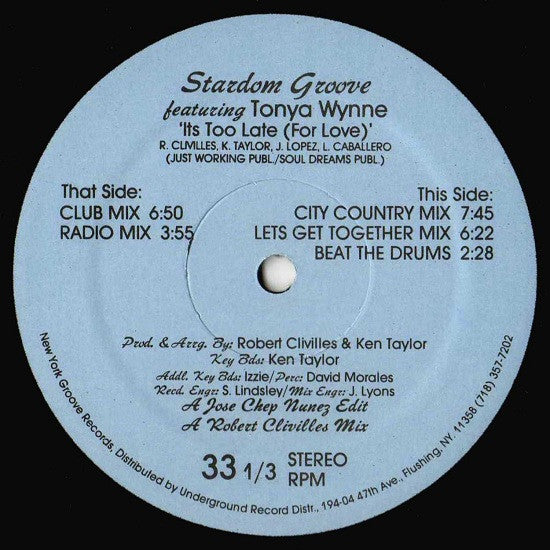 Stardom Groove
featuring Tonya Wynne
'Its Too Late (For Love)'
R. CLIVILLES, K. TAYLOR, J. LOPEZ, L. CABALLERO
(JUST WORKING PUBL./SOUL DREAMS PUBL.)
That Side:
CLUB MIX 6:50
RADIO MIX 3:55
This Side:
CITY COUNTRY MIX 7:45
LETS GET TOGETHER MIX 6:22
BEAT THE DRUMS 2:28
Prod. & Arrg. By: Robert Clivilles & Ken Taylor
Key Bds: Ken Taylor
Addl. Key Bds: Izzie/Perc: David Morales
Recd. Engr: S. Lindsley/Mix Engr: J. Lyons
A Jose Chep Nunez Edit
A Robert Clivilles Mix
33 1/3 STEREO
RPM
New York Groove Records, Distributed by Underground Record Distr., 194-04 47th Ave., Flushing, NY. 11358 (718) 357-7202